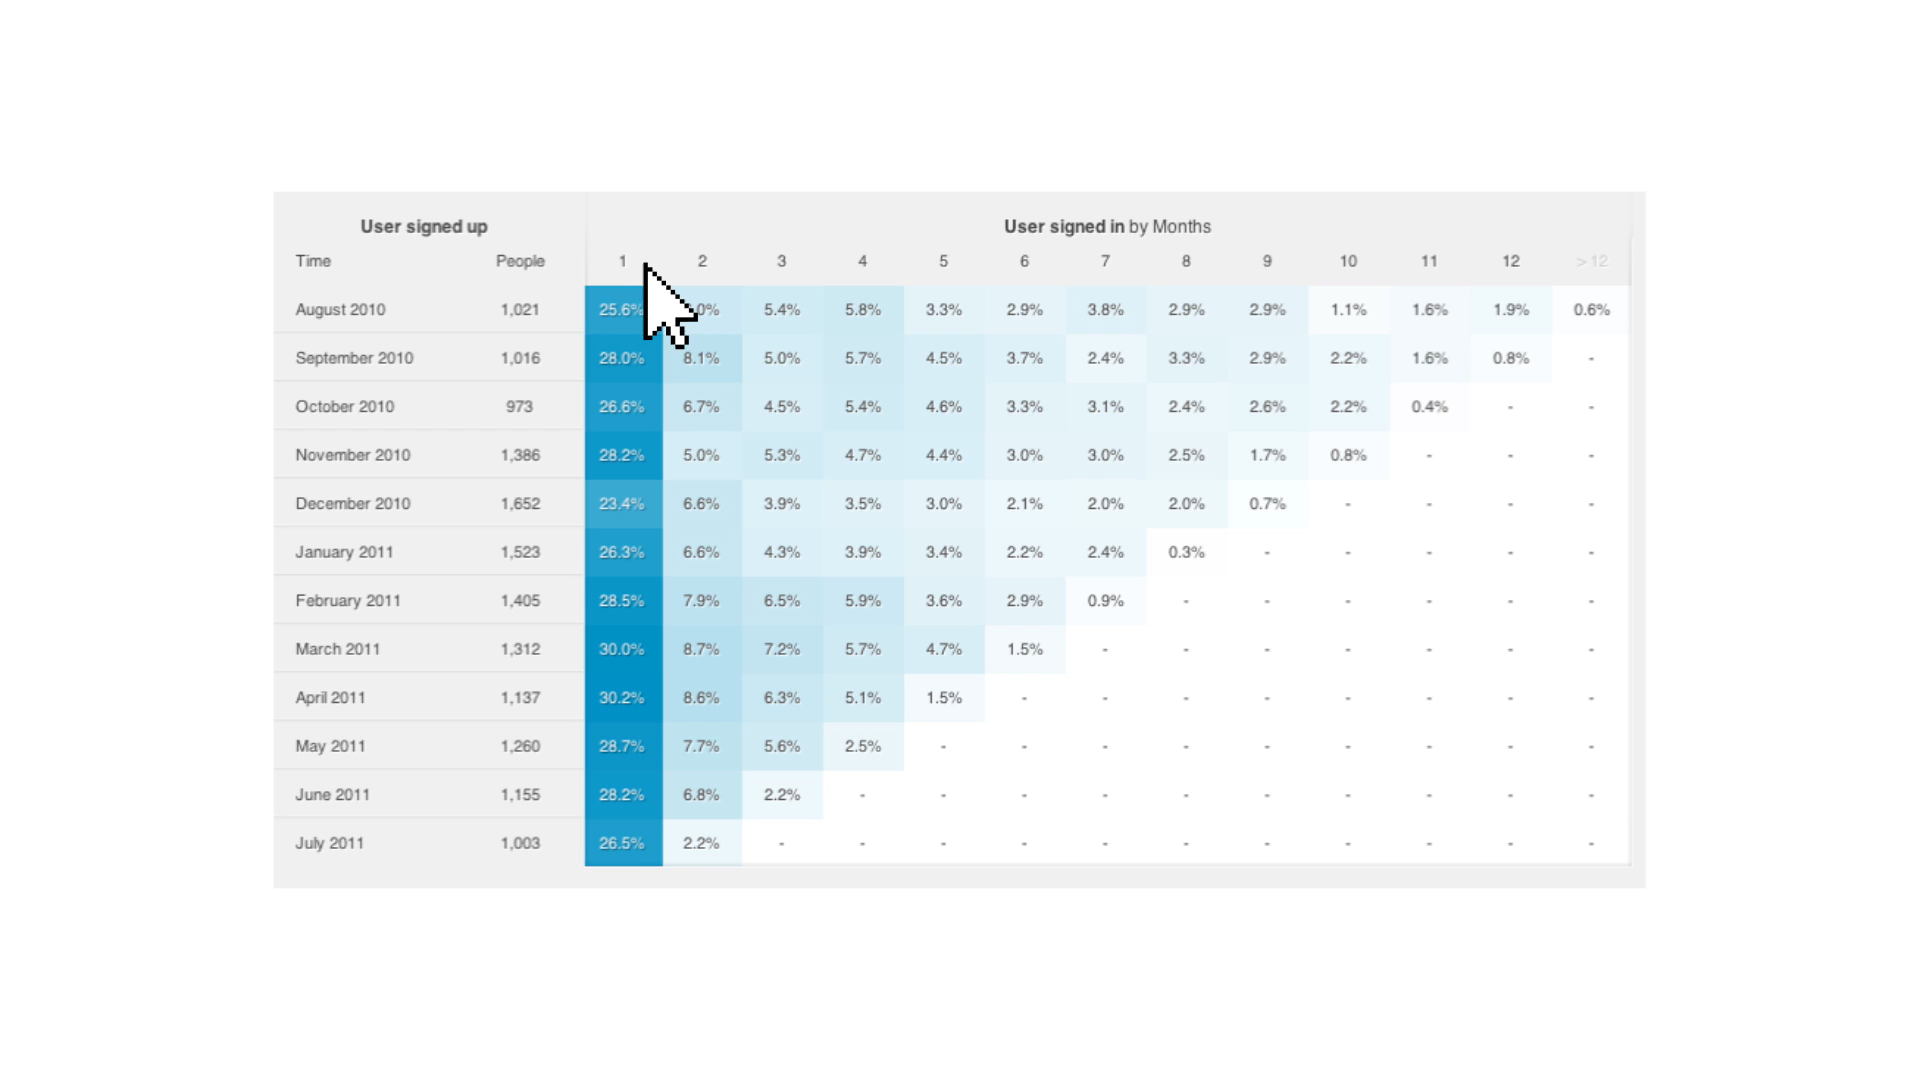 User signed up User signed in by Months
Time People 1 2 3 4 5 6 7 8 9 10 11 12 > 12
August 2010 1,021 25.6% 5.4% 5.8% 3.3% 2.9% 3.8% 2.9% 2.9% 1.1% 1.6% 1.9% 0.6%
September 2010 1,016 28.0% 8.1% 5.0% 5.7% 4.5% 3.7% 2.4% 3.3% 2.9% 2.2% 1.6% 0.8% -
October 2010 973 26.6% 6.7% 4.5% 5.4% 4.6% 3.3% 3.1% 2.4% 2.6% 2.2% 0.4% - -
November 2010 1,386 28.2% 5.0% 5.3% 4.7% 4.4% 3.0% 3.0% 2.5% 1.7% 0.8% - - -
December 2010 1,652 23.4% 6.6% 3.9% 3.5% 3.0% 2.1% 2.0% 2.0% 0.7% - - - -
January 2011 1,523 26.3% 6.6% 4.3% 3.9% 3.4% 2.2% 2.4% 0.3% - - - - -
February 2011 1,405 28.5% 7.9% 6.5% 5.9% 3.6% 2.9% 0.9% - - - - - -
March 2011 1,312 30.0% 8.7% 7.2% 5.7% 4.7% 1.5% - - - - - - -
April 2011 1,137 30.2% 8.6% 6.3% 5.1% 1.5% - - - - - - - -
May 2011 1,260 28.7% 7.7% 5.6% 2.5% - - - - - - - - -
June 2011 1,155 28.2% 6.8% 2.2% - - - - - - - - - -
July 2011 1,003 26.5% 2.2% - - - - - - - - - - -